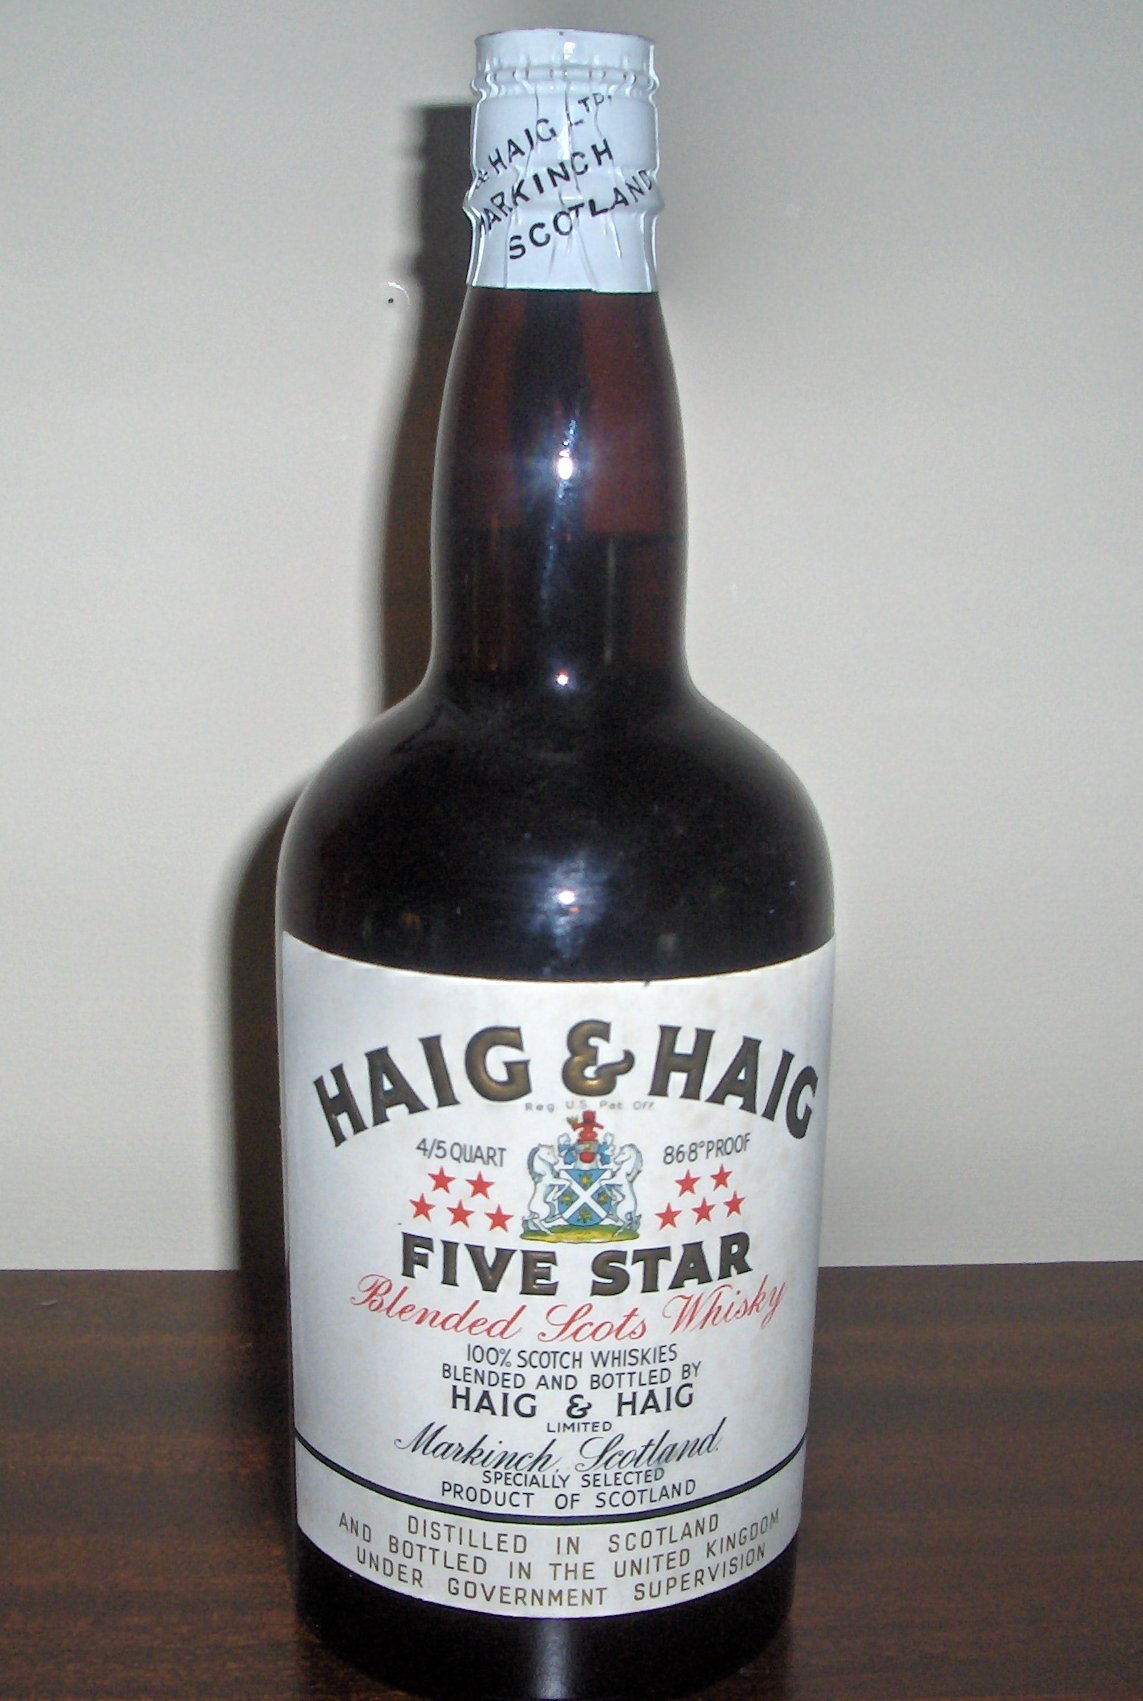 & HAIG LTD.
MARKINCH
SCOTLAND
HAIG & HAIG
Reg. U.S. Pat. Off.
4/5 QUART
86·8° PROOF
FIVE STAR
Blended Scots Whisky
100% SCOTCH WHISKIES
BLENDED AND BOTTLED BY
HAIG & HAIG
LIMITED
Markinch, Scotland.
SPECIALLY SELECTED
PRODUCT OF SCOTLAND
DISTILLED IN SCOTLAND
AND BOTTLED IN THE UNITED KINGDOM
UNDER GOVERNMENT SUPERVISION